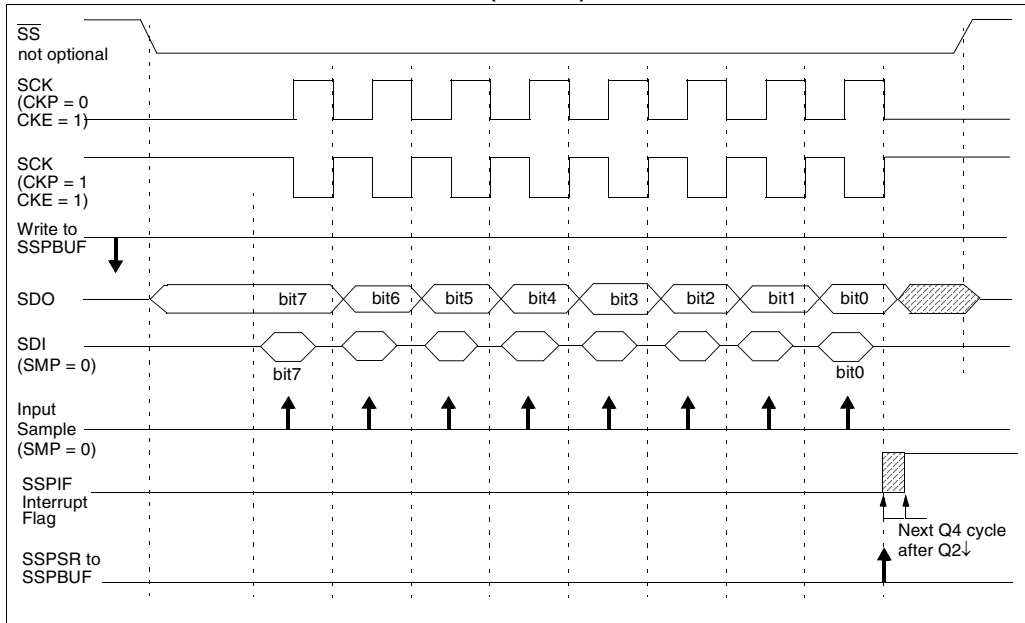 SS
not optional
SCK
(CKP = 0
CKE = 1)
SCK
(CKP = 1
CKE = 1)
Write to
SSPBUF
SDO
bit7 bit6 bit5 bit4 bit3 bit2 bit1 bit0
SDI
(SMP = 0)
bit7 bit0
Input
Sample
(SMP = 0)
SSPIF
Interrupt
Flag
Next Q4 cycle
after Q2↓
SSPSR to
SSPBUF